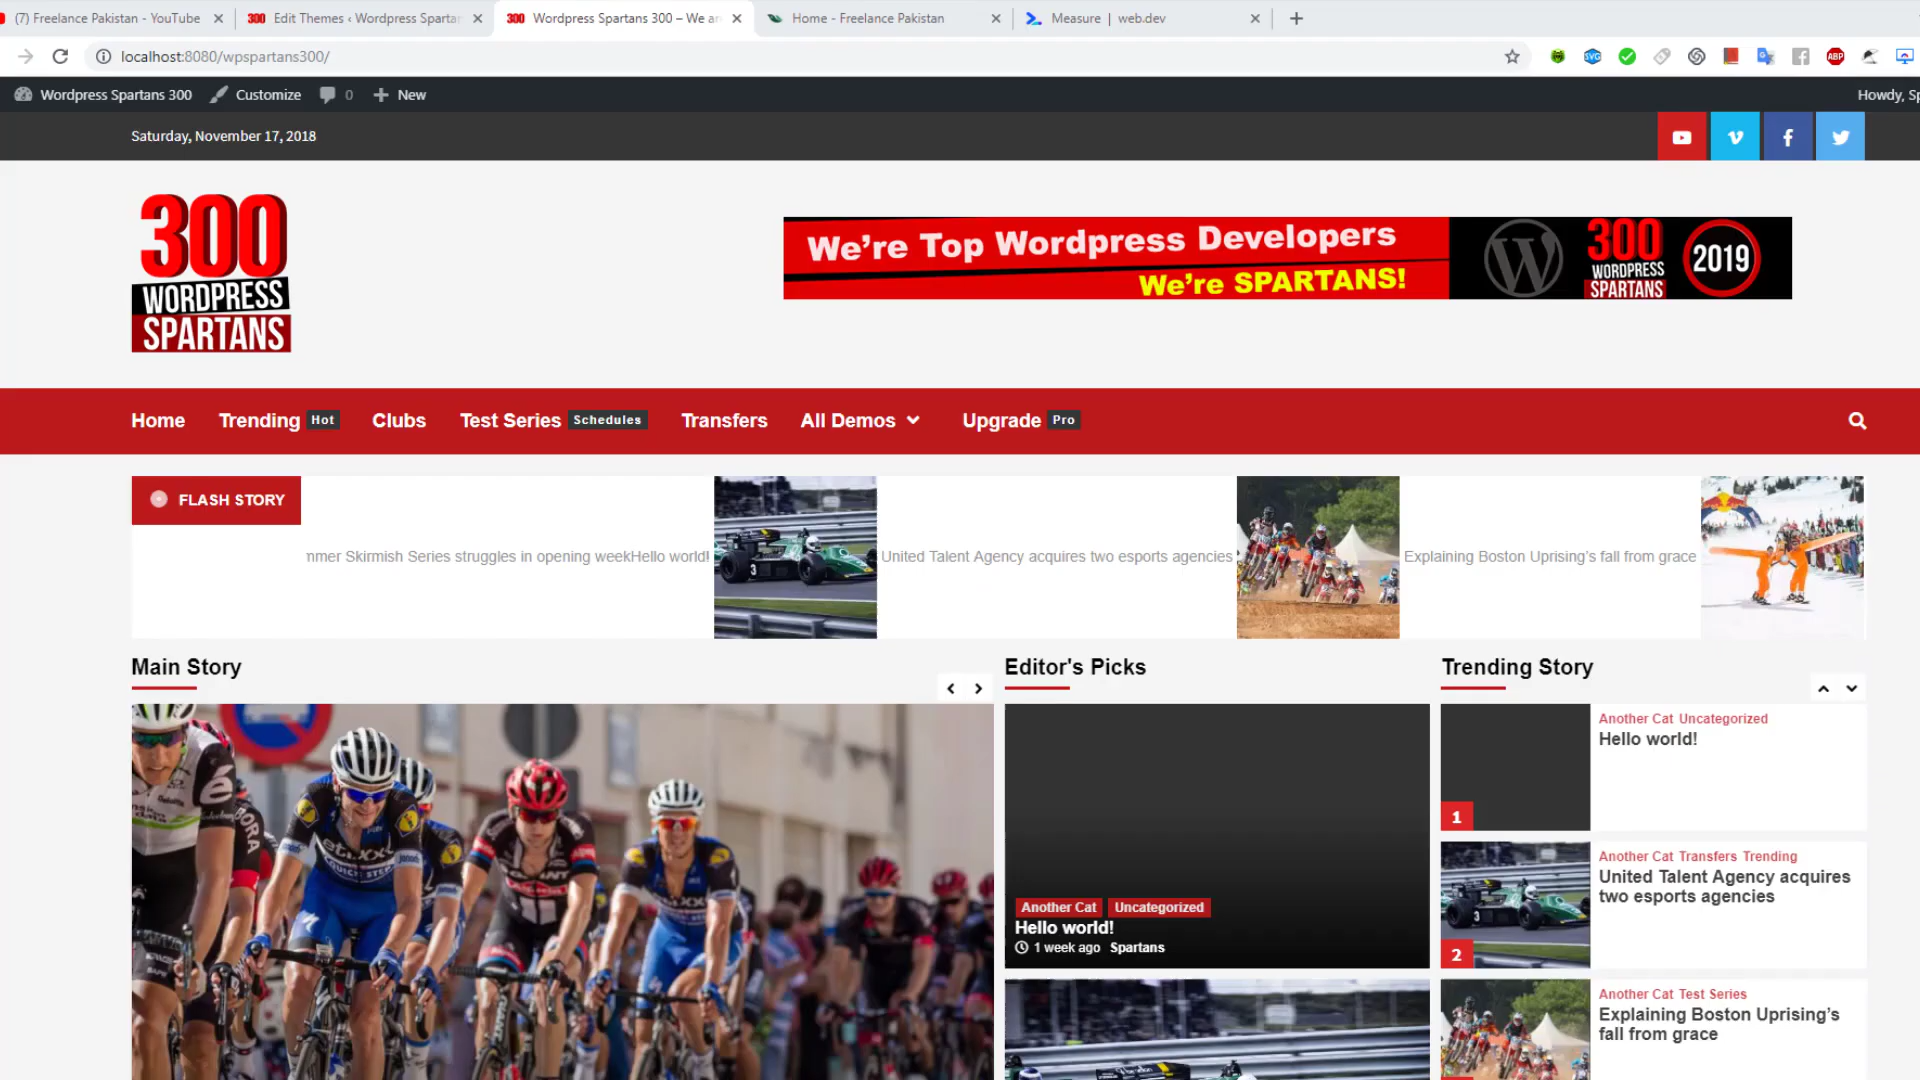 (7) Freelance Pakistan - YouTube
Edit Themes ‹ Wordpress Spartan
Wordpress Spartans 300 – We ar
Home - Freelance Pakistan
Measure | web.dev
localhost:8080/wpspartans300/
Wordpress Spartans 300
Customize
0
New
Howdy, Sp
Saturday, November 17, 2018
300
WORDPRESS
SPARTANS
We're Top Wordpress Developers
We're SPARTANS!
300
WORDPRESS
SPARTANS
2019
Home
Trending Hot
Clubs
Test Series Schedules
Transfers
All Demos
Upgrade Pro
FLASH STORY
nmer Skirmish Series struggles in opening weekHello world!
United Talent Agency acquires two esports agencies
Explaining Boston Uprising’s fall from grace
Main Story
Editor's Picks
Another Cat Uncategorized
Hello world!
1 week ago Spartans
Trending Story
Another Cat Uncategorized
Hello world!
1
Another Cat Transfers Trending
United Talent Agency acquires
two esports agencies
2
Another Cat Test Series
Explaining Boston Uprising’s
fall from grace